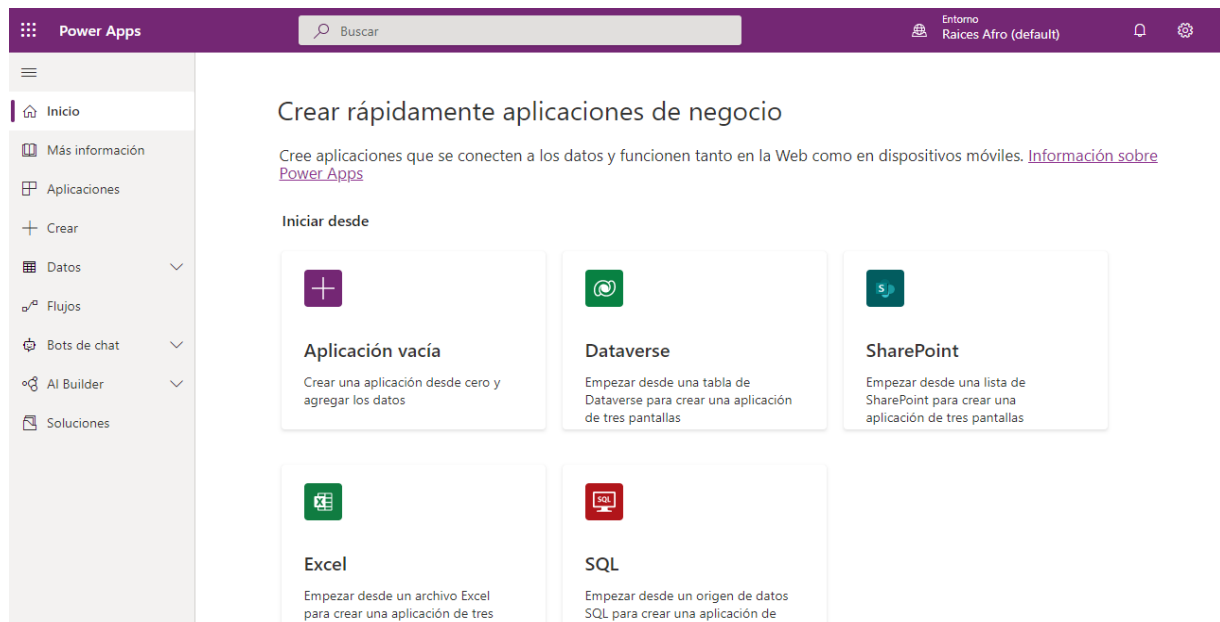 Power Apps
Buscar
Entorno
Raices Afro (default)
Inicio
Más información
Aplicaciones
Crear
Datos
Flujos
Bots de chat
AI Builder
Soluciones
Crear rápidamente aplicaciones de negocio
Cree aplicaciones que se conecten a los datos y funcionen tanto en la Web como en dispositivos móviles. Información sobre
Power Apps
Iniciar desde
Aplicación vacía
Crear una aplicación desde cero y
agregar los datos
Dataverse
Empezar desde una tabla de
Dataverse para crear una aplicación
de tres pantallas
S
SharePoint
Empezar desde una lista de
SharePoint para crear una
aplicación de tres pantallas
X
Excel
Empezar desde un archivo Excel
para crear una aplicación de tres
SQL
SQL
Empezar desde un origen de datos
SQL para crear una aplicación de